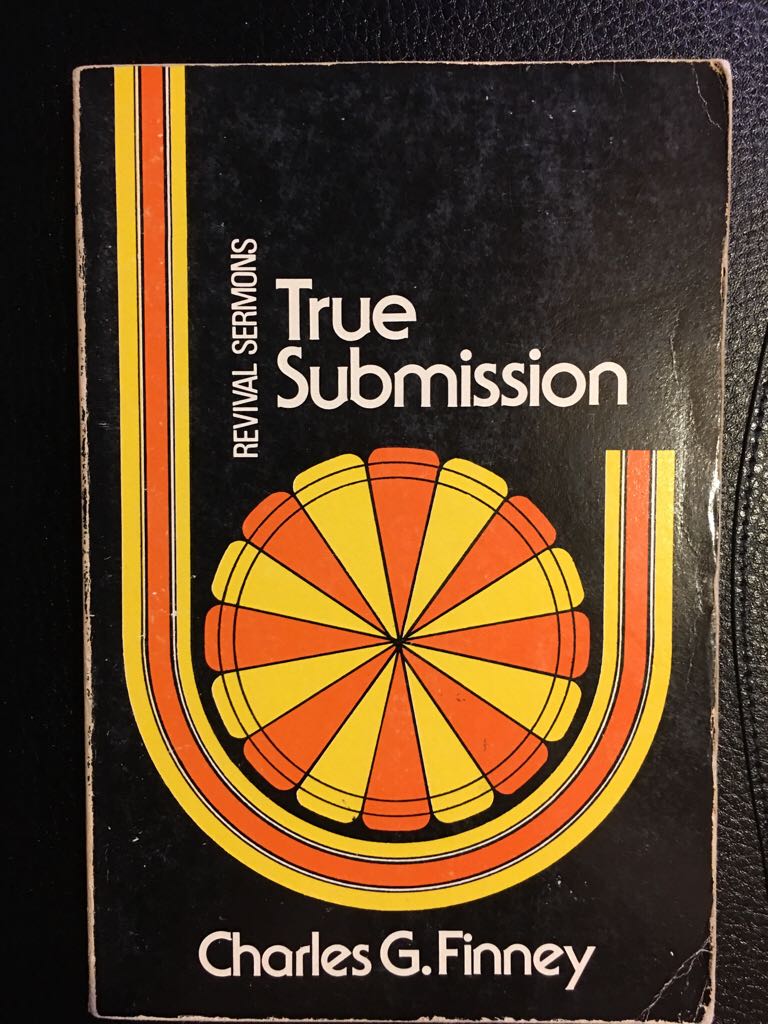 REVIVAL SERMONS
True
Submission
Charles G. Finney